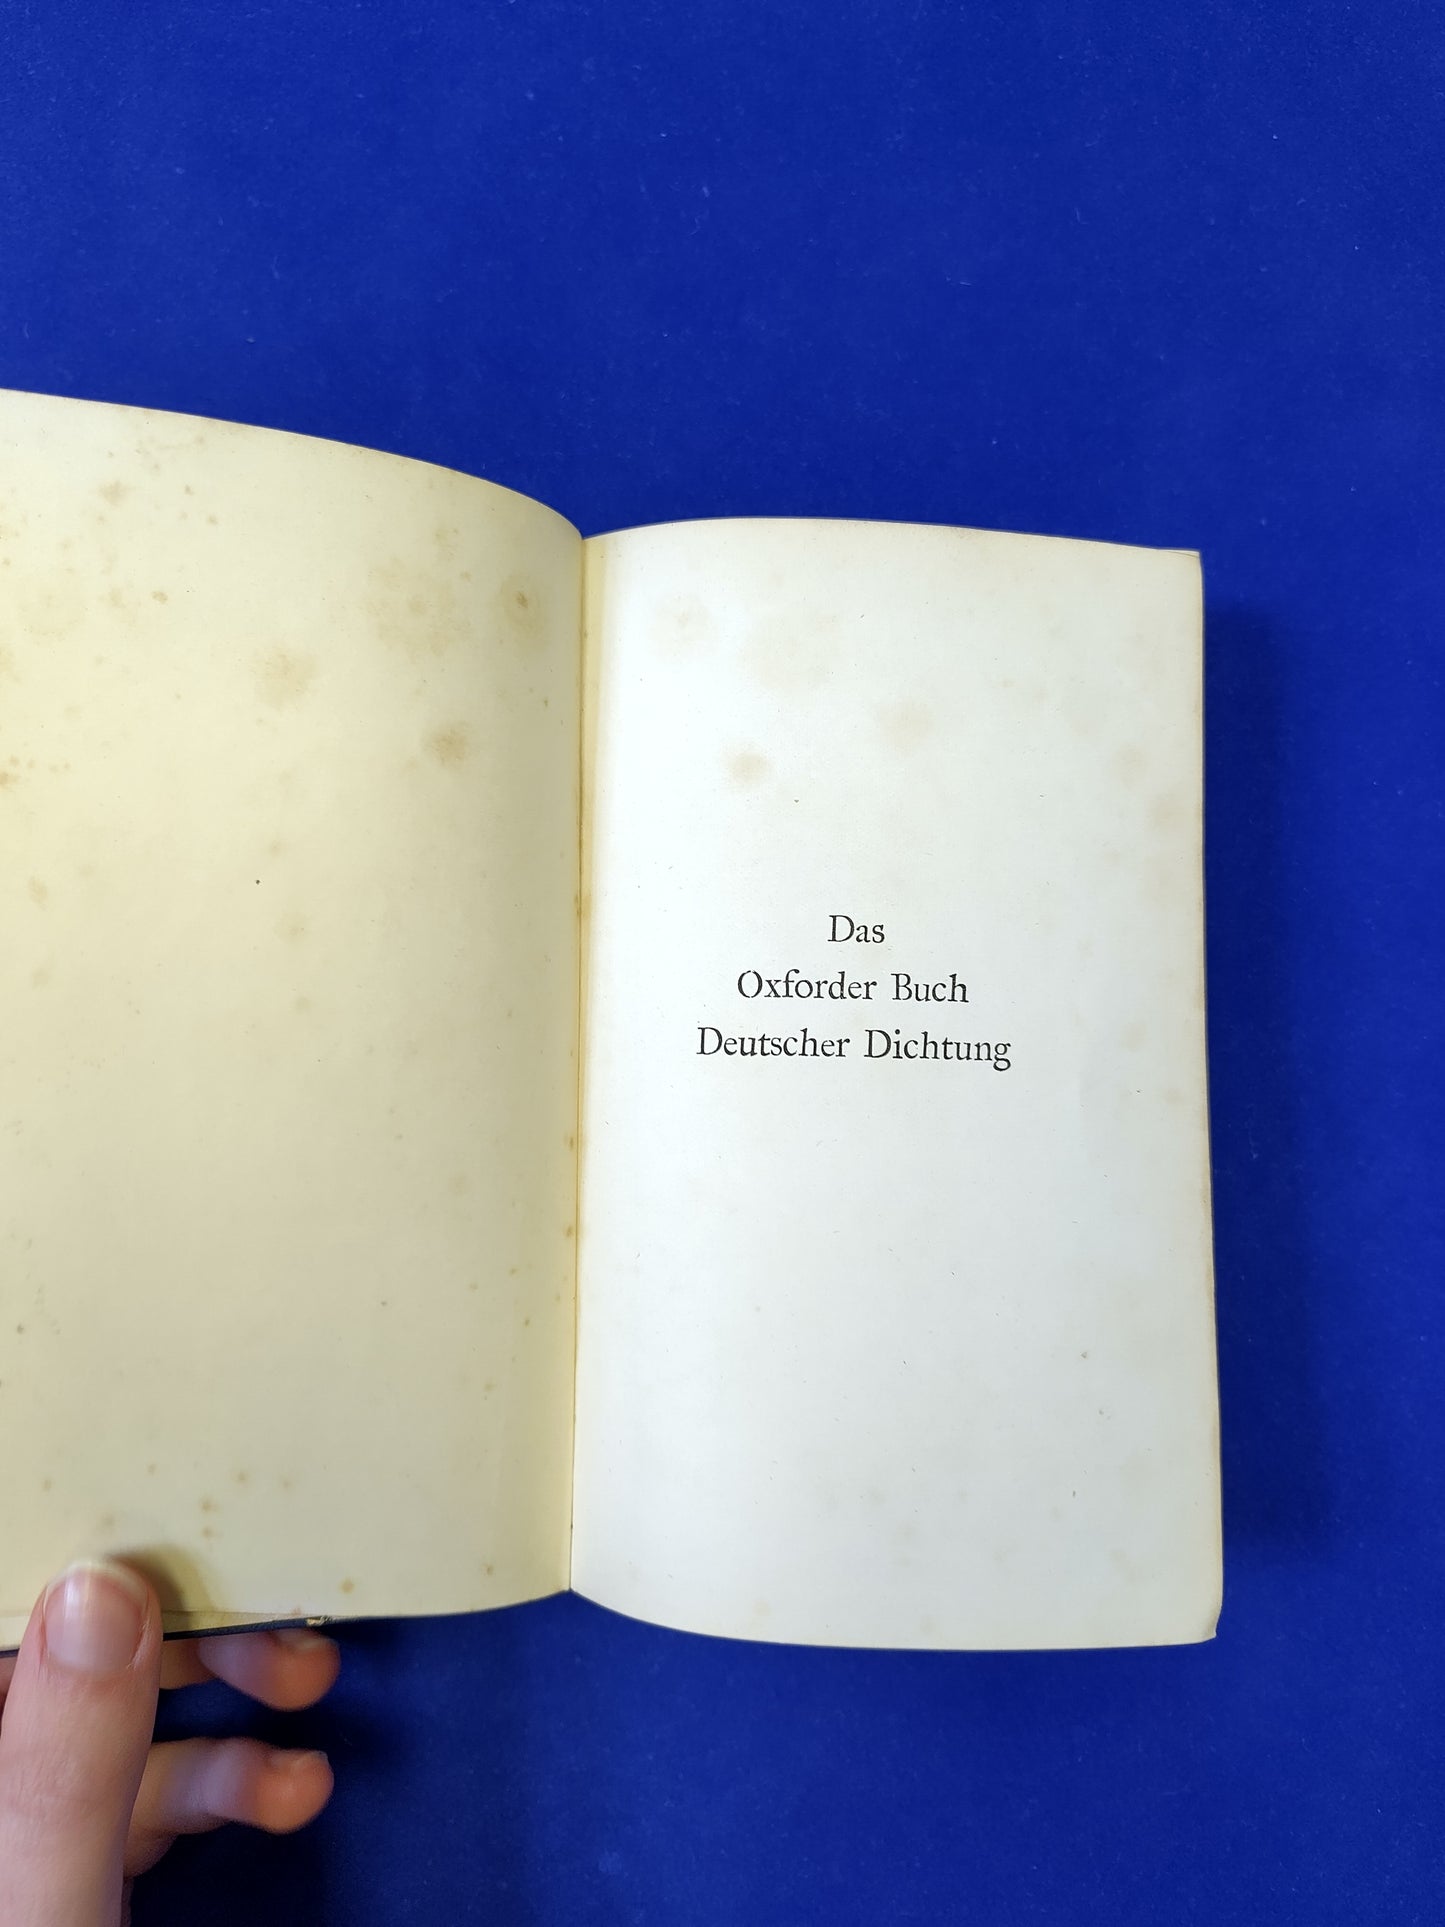 Das
Oxforder Buch
Deutscher Dichtung